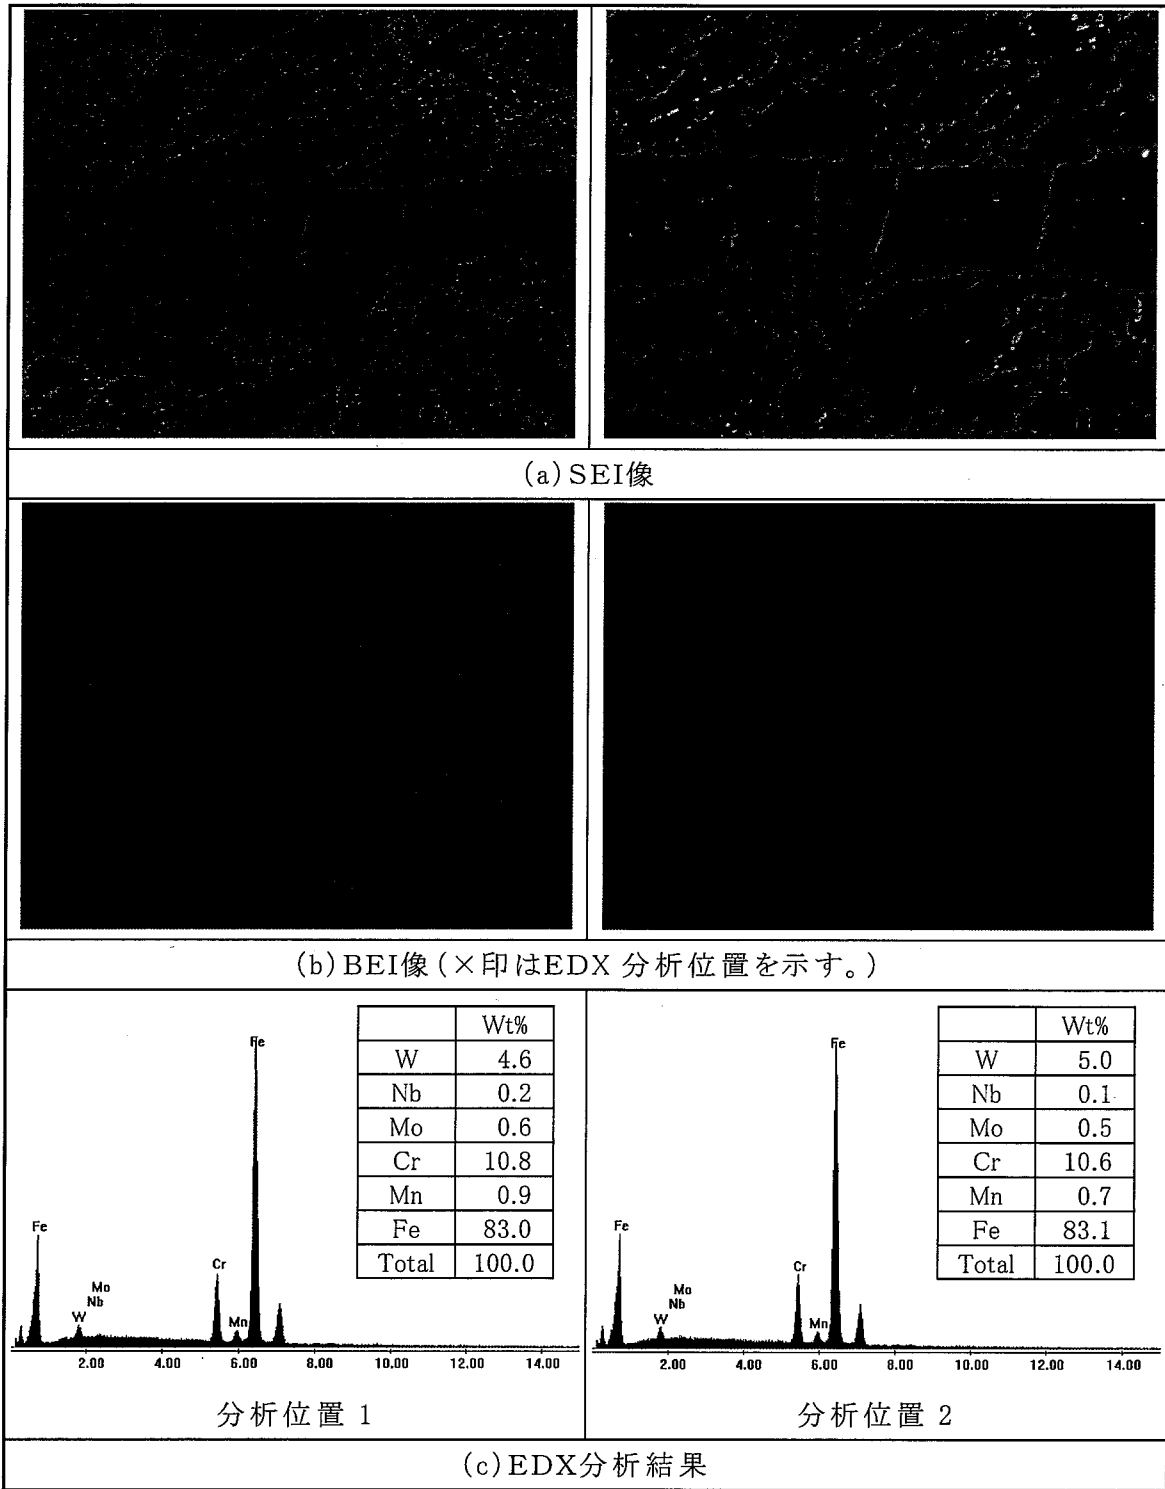 (a)SEI像
(b)BEI像(×印はEDX 分析位置を示す。)
Wt%
W 4.6
Nb 0.2
Mo 0.6
Cr 10.8
Mn 0.9
Fe 83.0
Total 100.0
Fe
Fe
Mo
Nb
W
Cr
Mn
2.00 4.00 6.00 8.00 10.00 12.00 14.00
分析位置 1
Wt%
W 5.0
Nb 0.1
Mo 0.5
Cr 10.6
Mn 0.7
Fe 83.1
Total 100.0
Fe
Fe
Mo
Nb
W
Cr
Mn
2.00 4.00 6.00 8.00 10.00 12.00 14.00
分析位置 2
(c)EDX分析結果